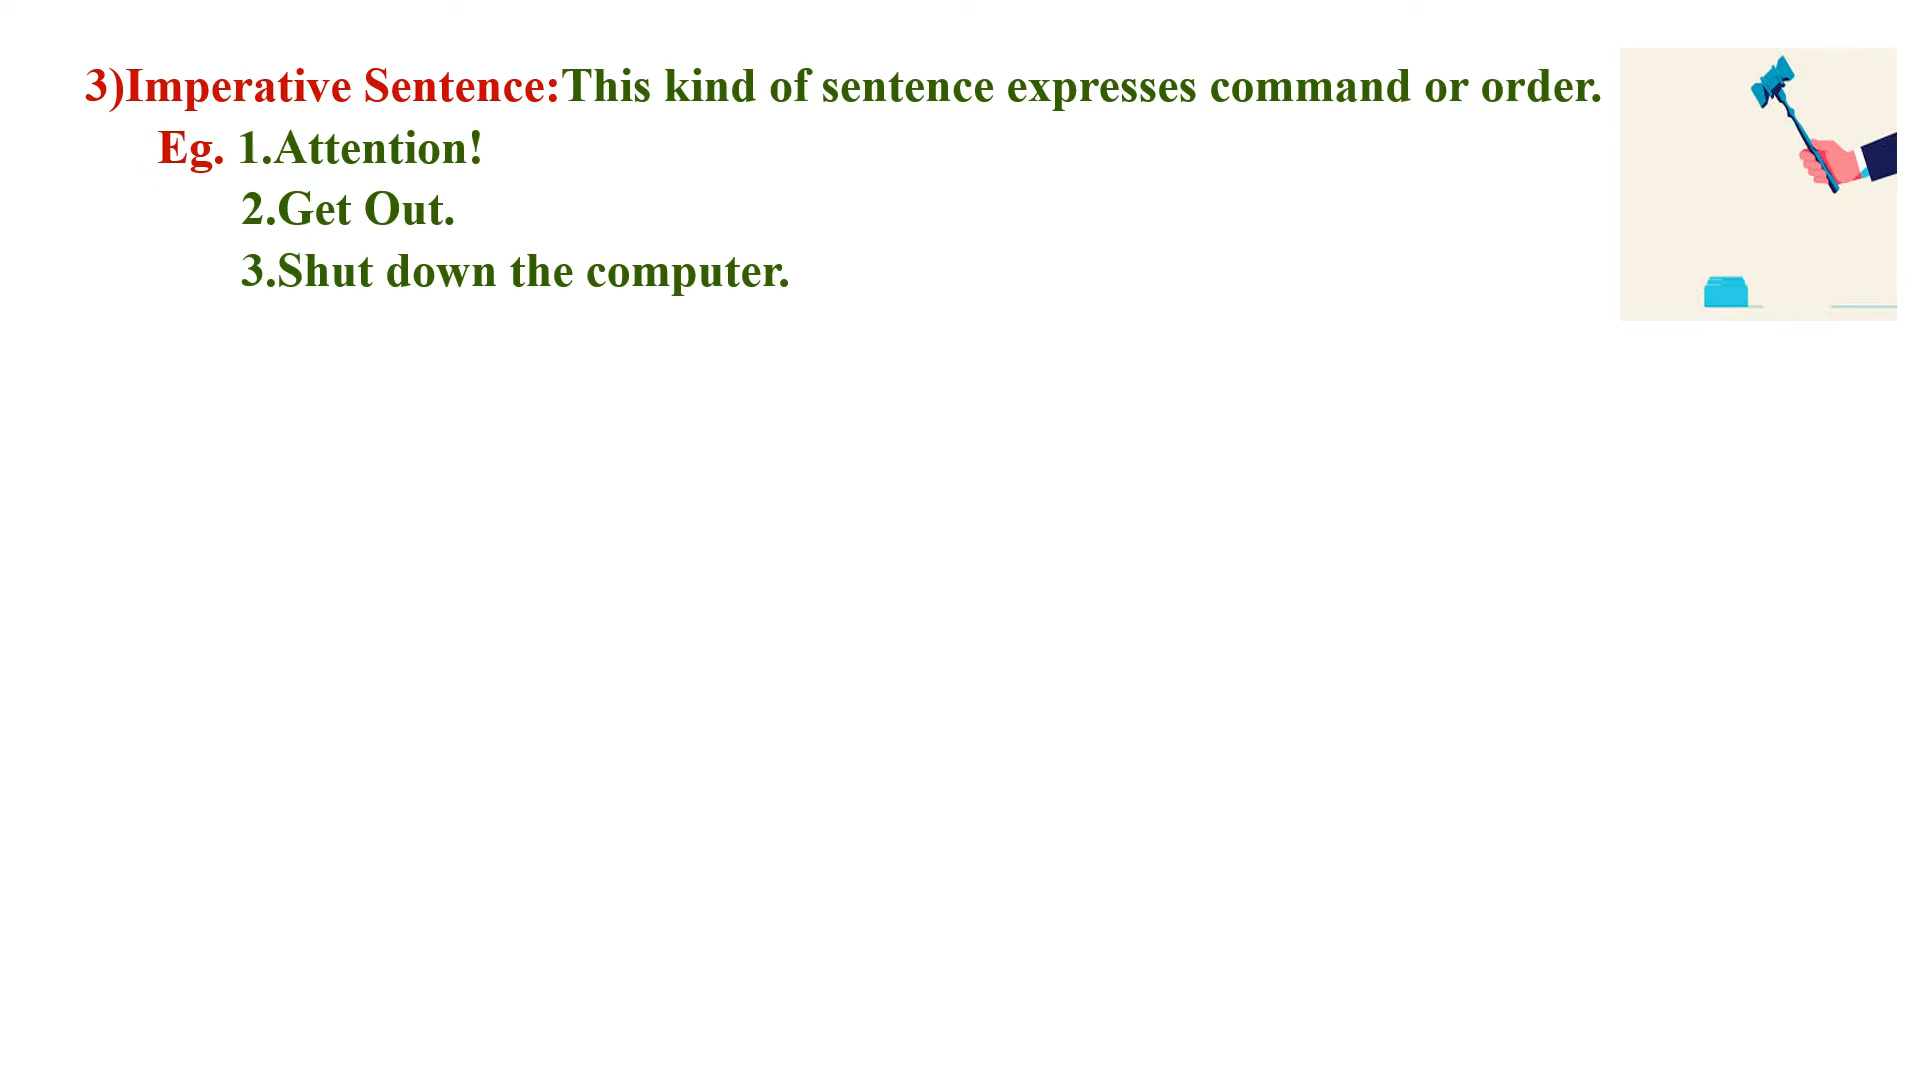 3)Imperative Sentence:This kind of sentence expresses command or order.
Eg. 1.Attention!
2.Get Out.
3.Shut down the computer.